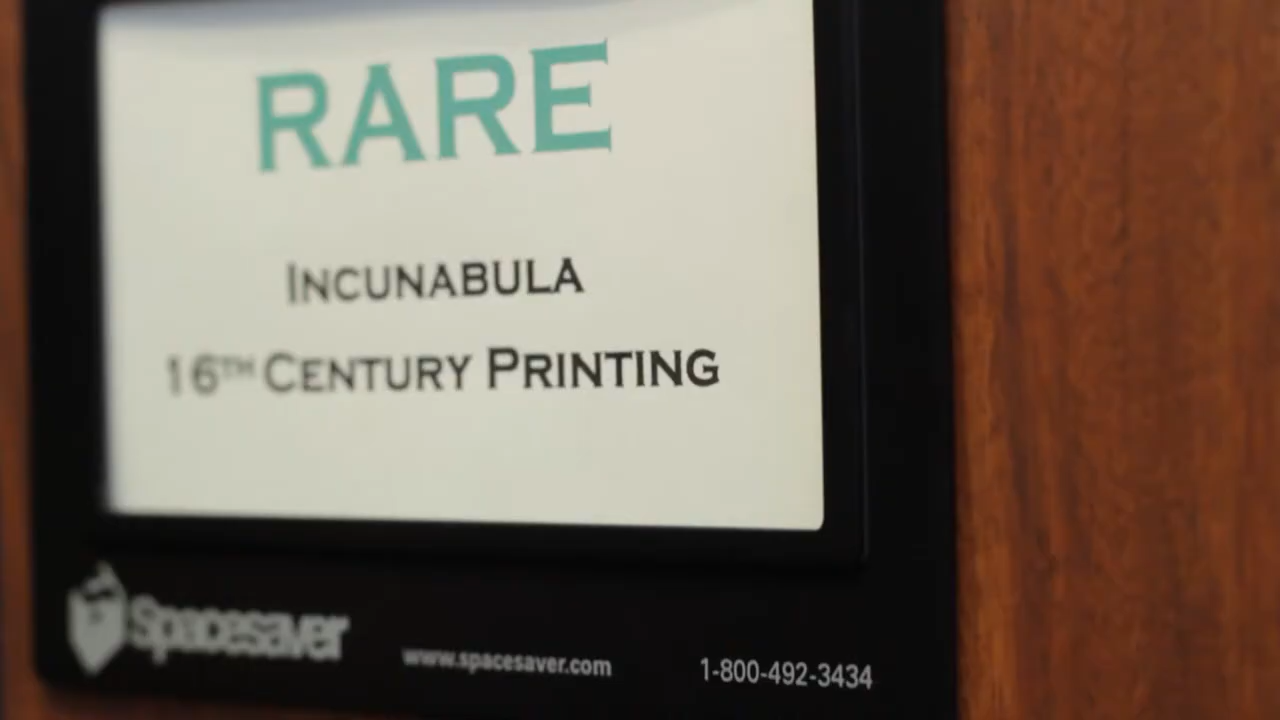 RARE
INCUNABULA
16TH CENTURY PRINTING
Spacesaver www.spacesaver.com 1-800-492-3434